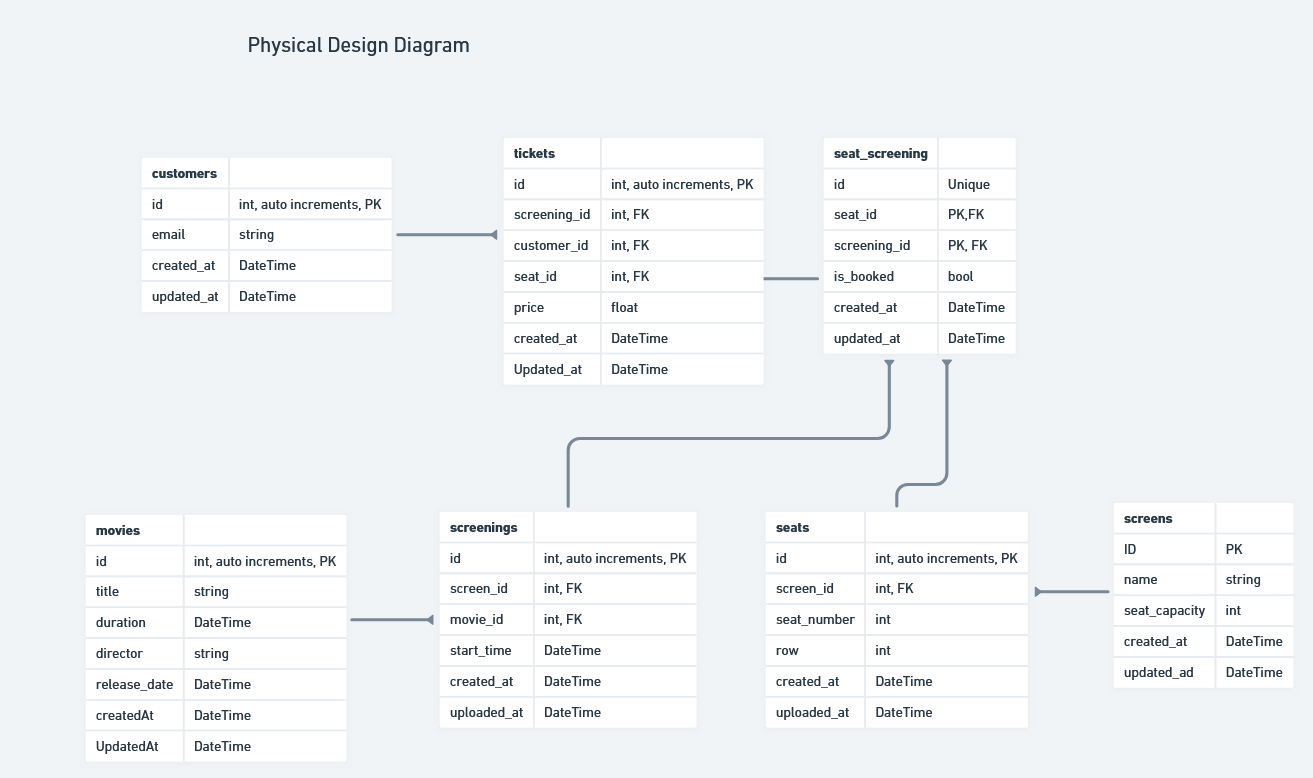 Physical Design Diagram
customers
id int, auto increments, PK
email string
created_at DateTime
updated_at DateTime
tickets
id int, auto increments, PK
screening_id int, FK
customer_id int, FK
seat_id int, FK
price float
created_at DateTime
Updated_at DateTime
seat_screening
id Unique
seat_id PK,FK
screening_id PK, FK
is_booked bool
created_at DateTime
updated_at DateTime
movies
id int, auto increments, PK
title string
duration DateTime
director string
release_date DateTime
createdAt DateTime
UpdatedAt DateTime
screenings
id int, auto increments, PK
screen_id int, FK
movie_id int, FK
start_time DateTime
created_at DateTime
uploaded_at DateTime
seats
id int, auto increments, PK
screen_id int, FK
seat_number int
row int
created_at DateTime
uploaded_at DateTime
screens
ID PK
name string
seat_capacity int
created_at DateTime
updated_ad DateTime